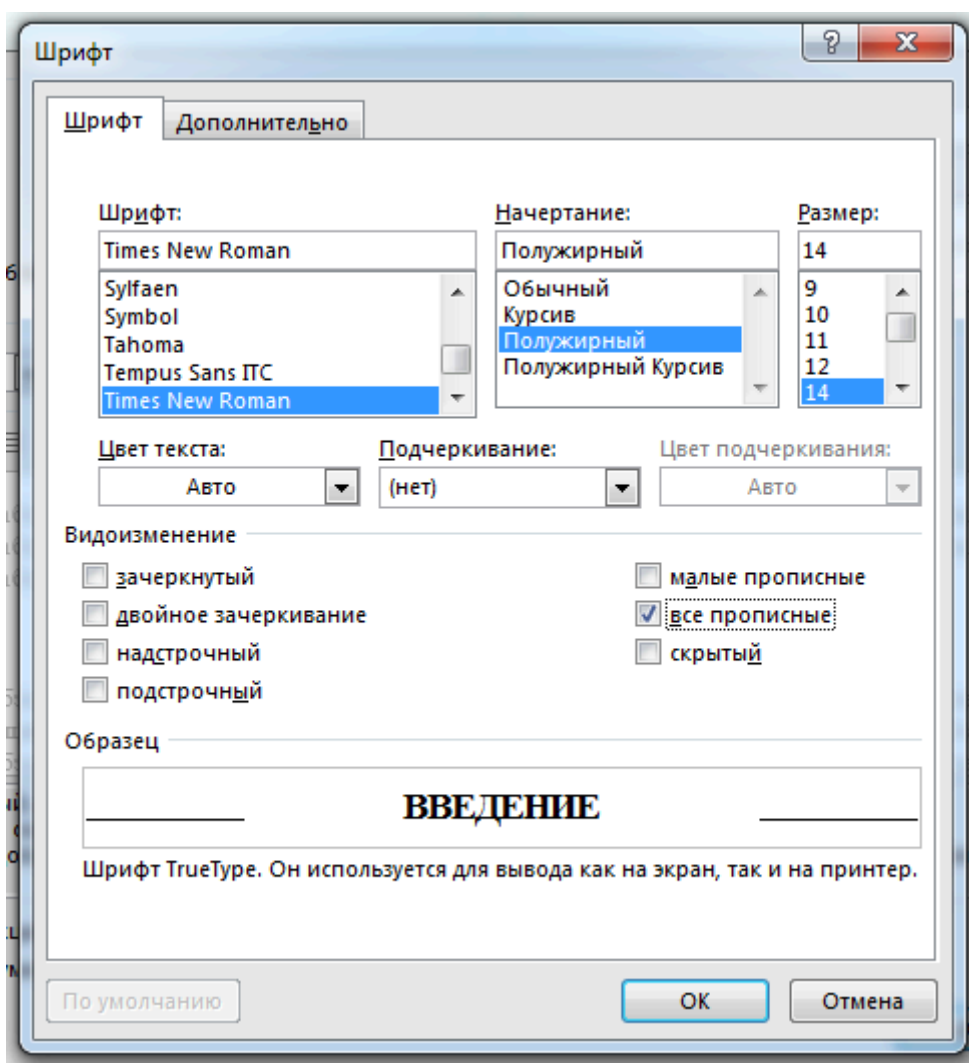 Шрифт
Шрифт Дополнительно
Шрифт: Начертание: Размер:
Times New Roman Полужирный 14
Sylfaen Обычный 9
Symbol Курсив 10
Tahoma Полужирный 11
Tempus Sans ITC Полужирный Курсив 12
Times New Roman 14
Цвет текста: Подчеркивание: Цвет подчеркивания:
Авто (нет) Авто
Видоизменение
зачеркнутый малые прописные
двойное зачеркивание все прописные
надстрочный скрытый
подстрочный
Образец
ВВЕДЕНИЕ
Шрифт TrueType. Он используется для вывода как на экран, так и на принтер.
По умолчанию ОК Отмена